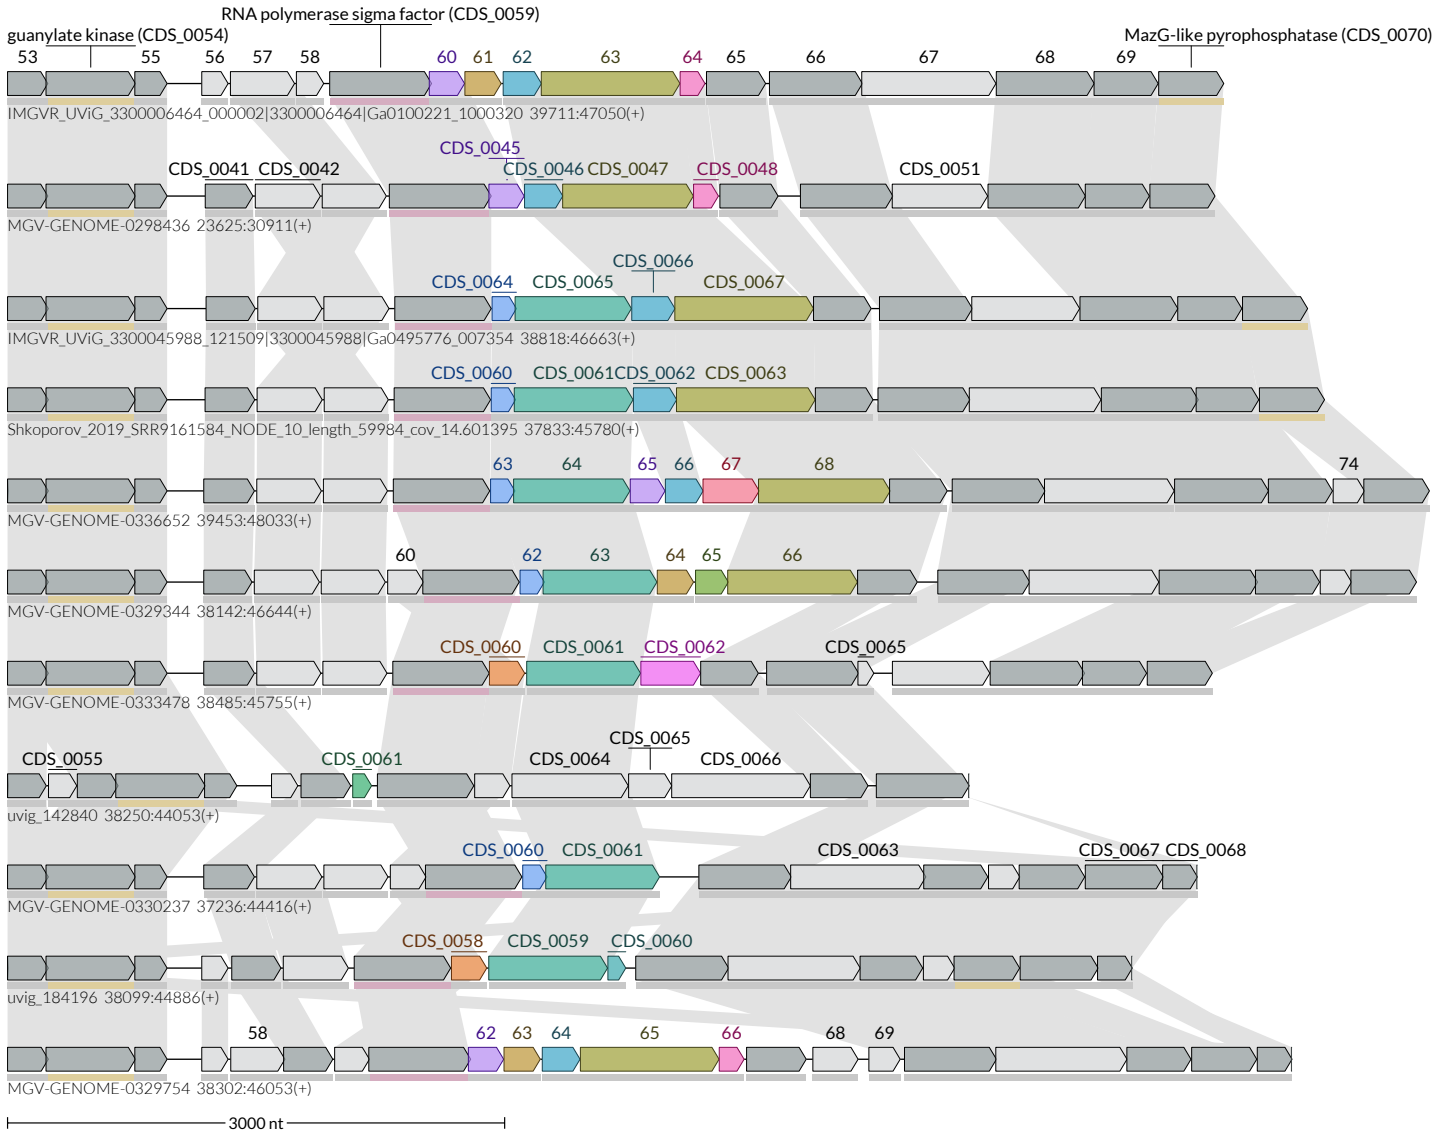 RNA polymerase sigma factor (CDS_0059)
guanylate kinase (CDS_0054) MazG-like pyrophosphatase (CDS_0070)
53 55 56 57 58 60 61 62 63 64 65 66 67 68 69
IMGVR_UViG_3300006464_000002|3300006464|Ga0100221_1000320 39711:47050(+)
CDS_0045
CDS_0041 CDS_0042 CDS_0046 CDS_0047 CDS_0048 CDS_0051
MGV-GENOME-0298436 23625:30911(+)
CDS_0066
CDS_0064 CDS_0065 CDS_0067
IMGVR_UViG_3300045988_121509|3300045988|Ga0495776_007354 38818:46663(+)
CDS_0060 CDS_0061 CDS_0062 CDS_0063
Shkoporov_2019_SRR9161584_NODE_10_length_59984_cov_14.601395 37833:45780(+)
63 64 65 66 67 68 74
MGV-GENOME-0336652 39453:48033(+)
60 62 63 64 65 66
MGV-GENOME-0329344 38142:46644(+)
CDS_0060 CDS_0061 CDS_0062 CDS_0065
MGV-GENOME-0333478 38485:45755(+)
CDS_0065
CDS_0055 CDS_0061 CDS_0064 CDS_0066
uvig_142840 38250:44053(+)
CDS_0060 CDS_0061 CDS_0063 CDS_0067 CDS_0068
MGV-GENOME-0330237 37236:44416(+)
CDS_0058 CDS_0059 CDS_0060
uvig_184196 38099:44886(+)
58 62 63 64 65 66 68 69
MGV-GENOME-0329754 38302:46053(+)
3000 nt